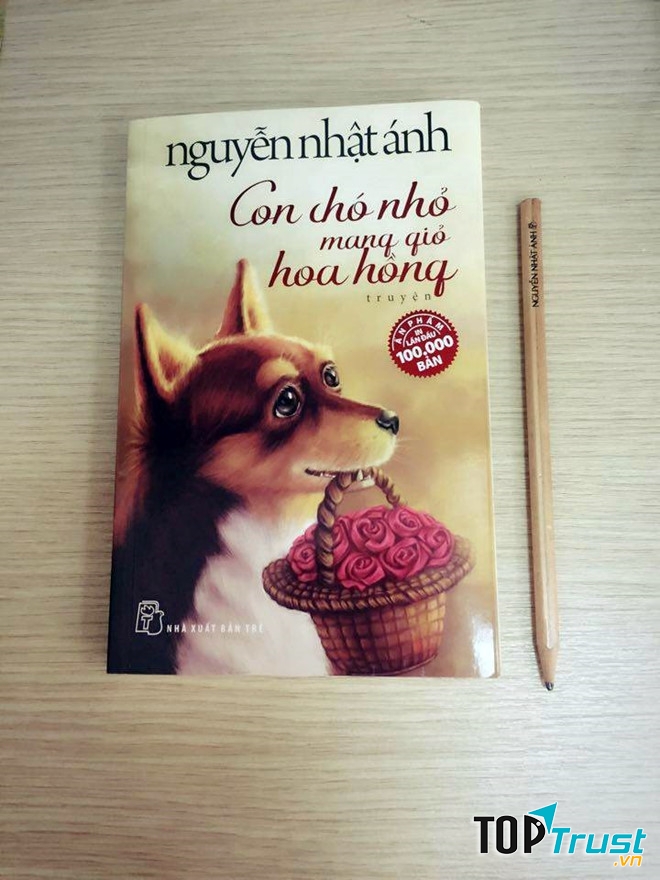 nguyễn nhật ánh
Con chó nhỏ
mang giỏ
hoa hồng
truyện
ẤN PHẨM
IN
LẦN ĐẦU
100.000
BẢN
NGUYỄN NHẬT ÁNH
NHÀ XUẤT BẢN TRẺ
TOPTrust
.vn